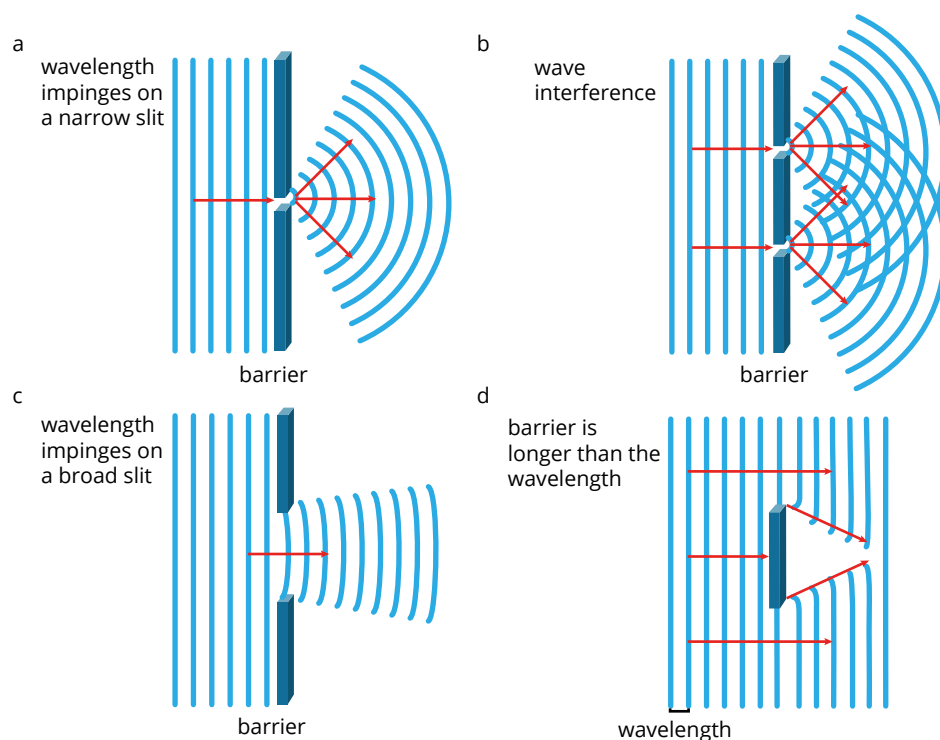 a
wavelength
impinges on
a narrow slit
barrier
b
wave
interference
barrier
c
wavelength
impinges on
a broad slit
barrier
d
barrier is
longer than the
wavelength
wavelength